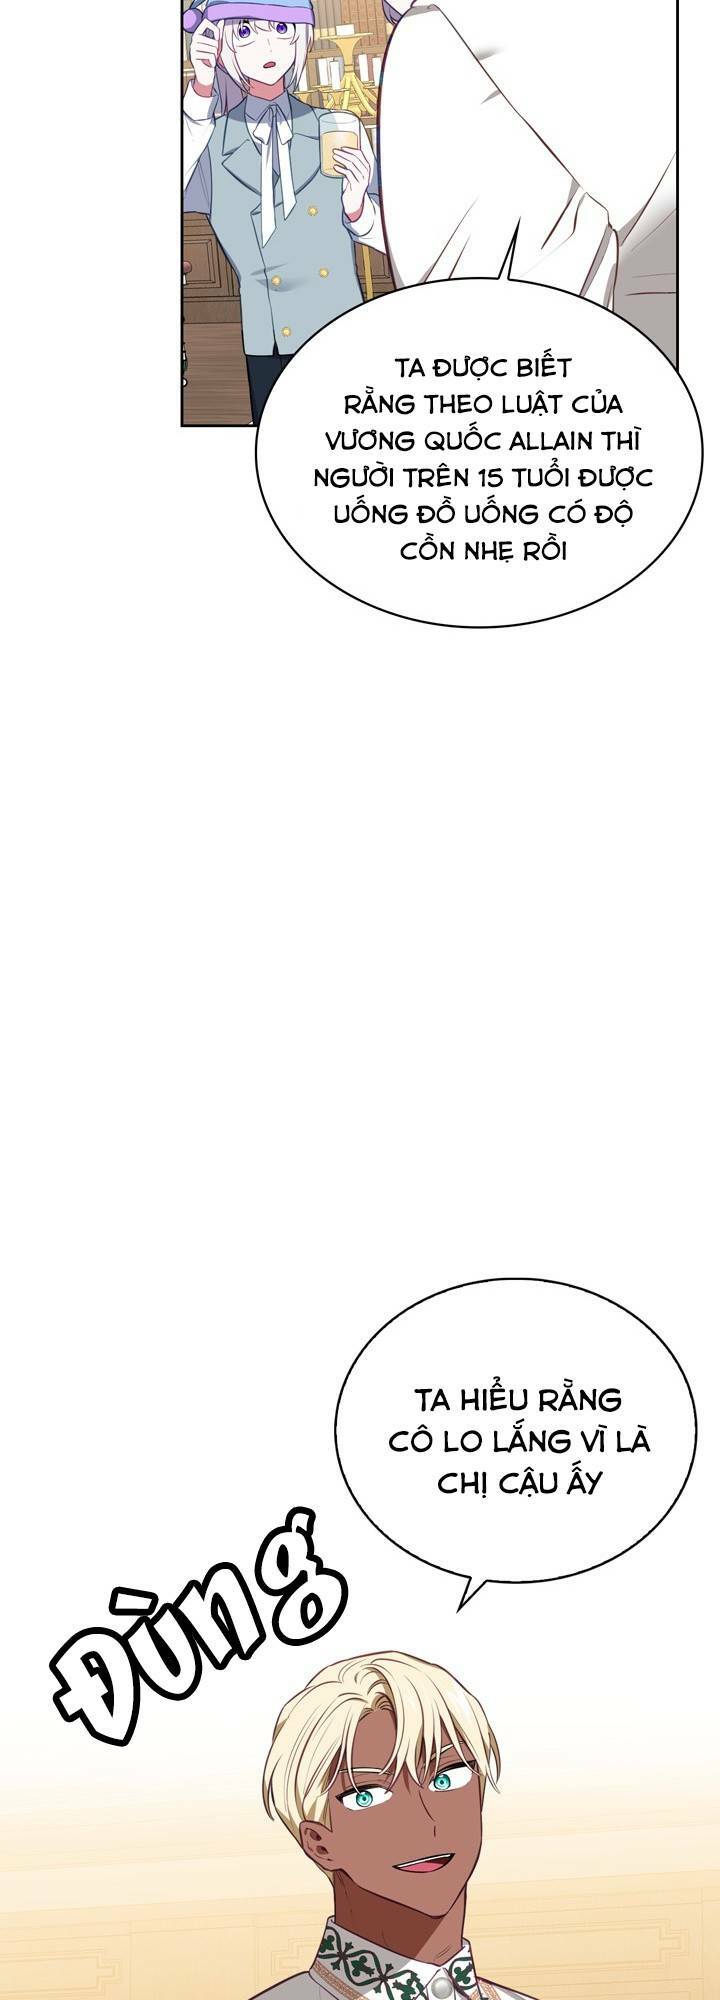 TA ĐƯỢC BIẾT
RẰNG THEO LUẬT CỦA
VƯƠNG QUỐC ALLAIN THÌ
NGƯỜI TRÊN 15 TUỔI ĐƯỢC
UỐNG ĐỒ UỐNG CÓ ĐỘ
CỒN NHẸ RỒI
TA HIỂU RẰNG
CÔ LO LẮNG VÌ LÀ
CHỊ CẬU ẤY
Đùng